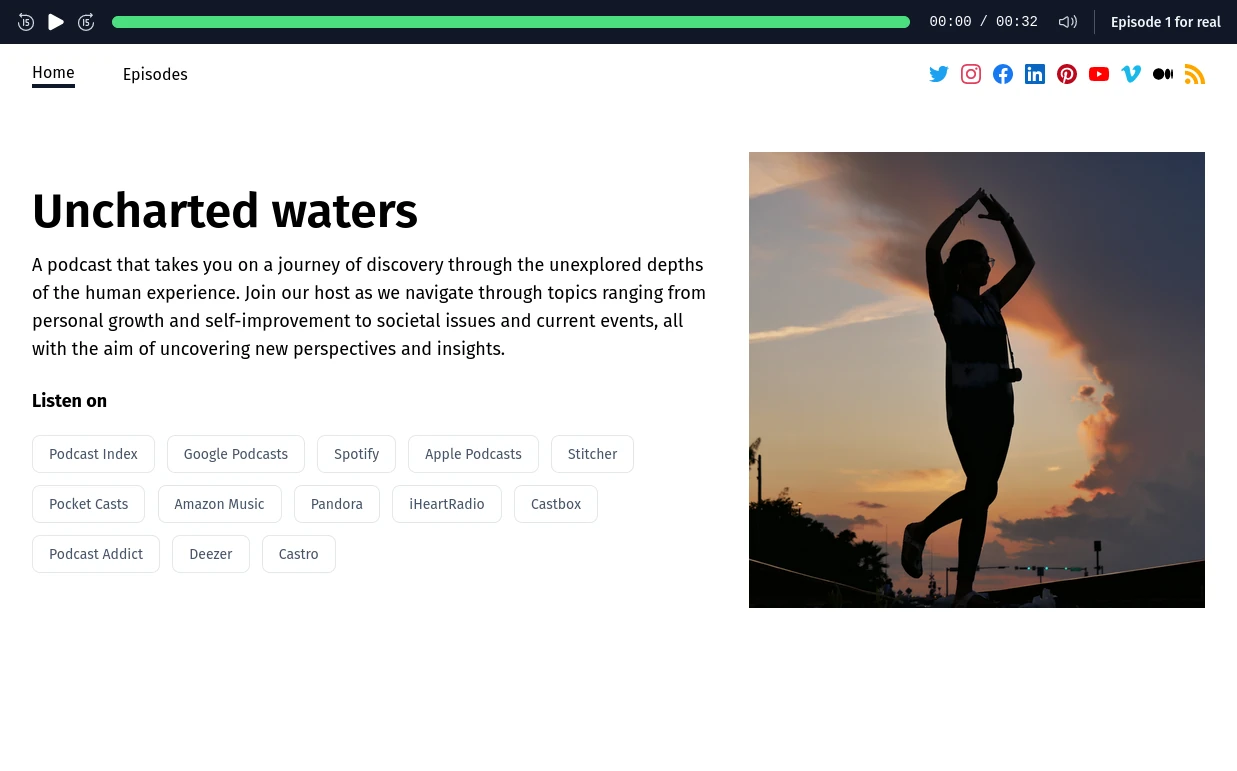 15 15 00:00 / 00:32 Episode 1 for real
Home Episodes
Uncharted waters
A podcast that takes you on a journey of discovery through the unexplored depths
of the human experience. Join our host as we navigate through topics ranging from
personal growth and self-improvement to societal issues and current events, all
with the aim of uncovering new perspectives and insights.
Listen on
Podcast Index Google Podcasts Spotify Apple Podcasts Stitcher
Pocket Casts Amazon Music Pandora iHeartRadio Castbox
Podcast Addict Deezer Castro